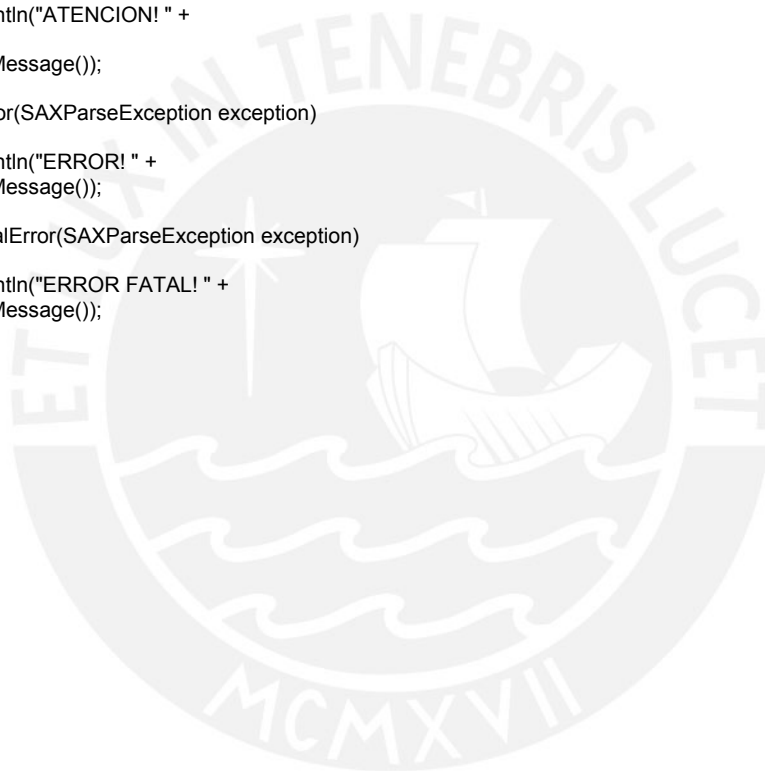 ntln("ATENCION! " +
Message());
or(SAXParseException exception)
ntln("ERROR! " +
Message());
alError(SAXParseException exception)
ntln("ERROR FATAL! " +
Message());
ET LUX IN TENEBRIS LUCET
MCMXVII